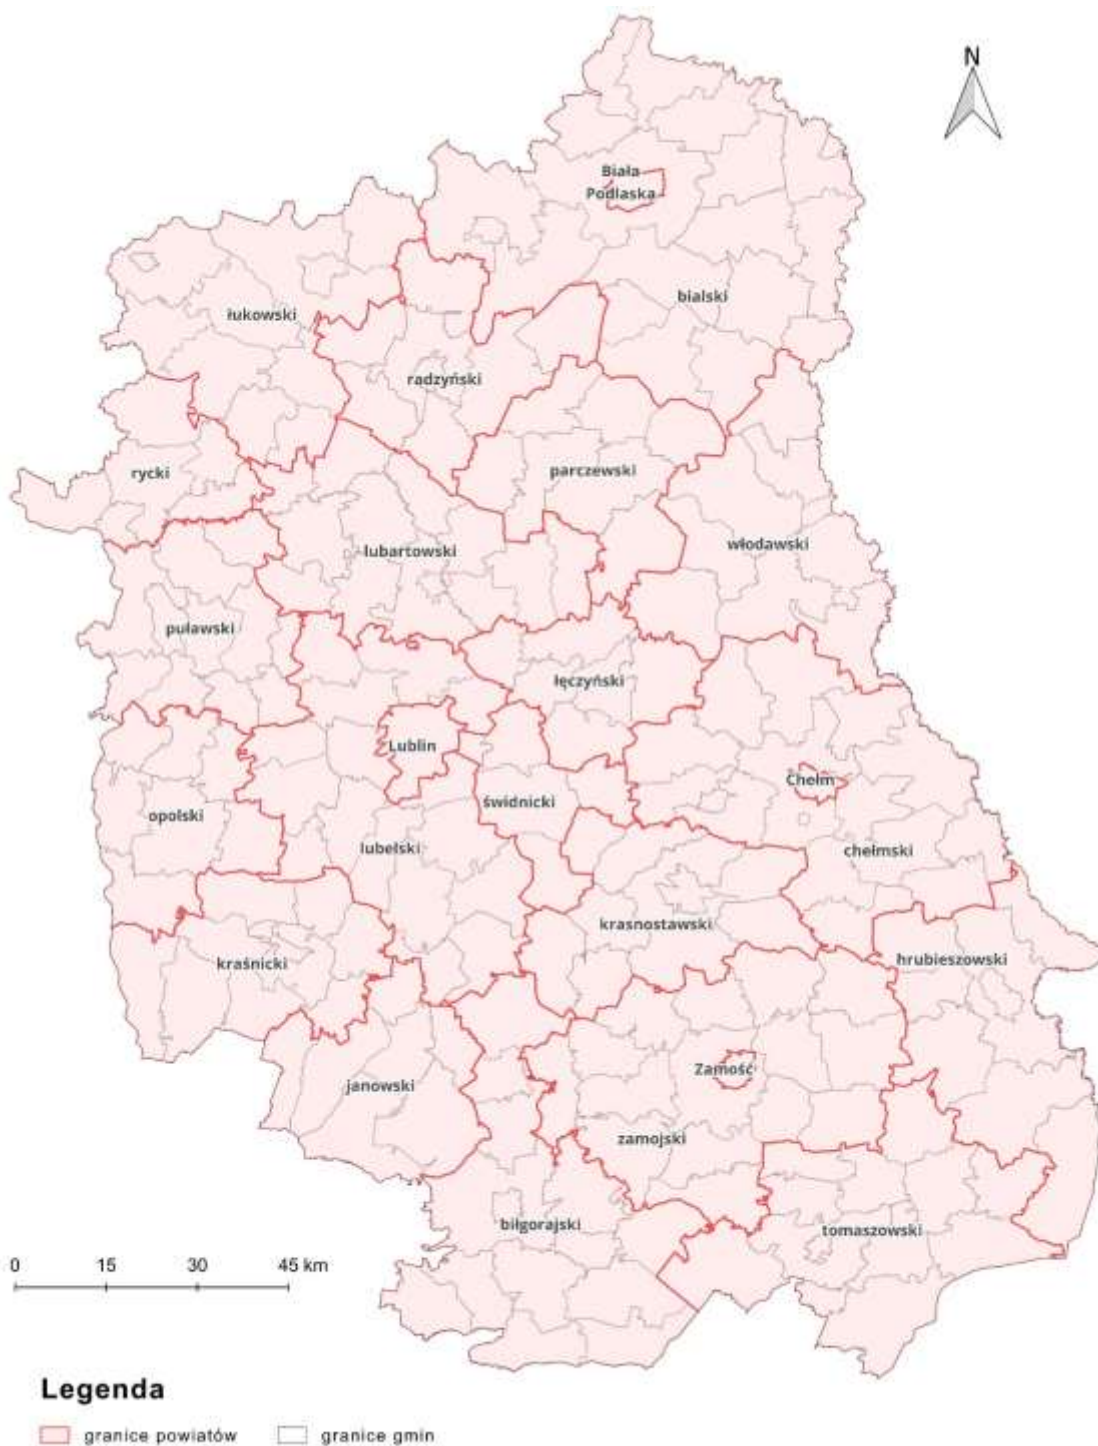 N
Biała
Podlaska
bialski
łukowski
radzyński
rycki
parczewski
włodawski
lubartowski
puławski
łęczyński
Lublin
Chełm
świdnicki
opolski
lubelski
chełmski
krasnostawski
kraśnicki
hrubieszowski
janowski
Zamość
zamojski
biłgorajski
tomaszowski
0 15 30 45 km
Legenda
granice powiatów granice gmin